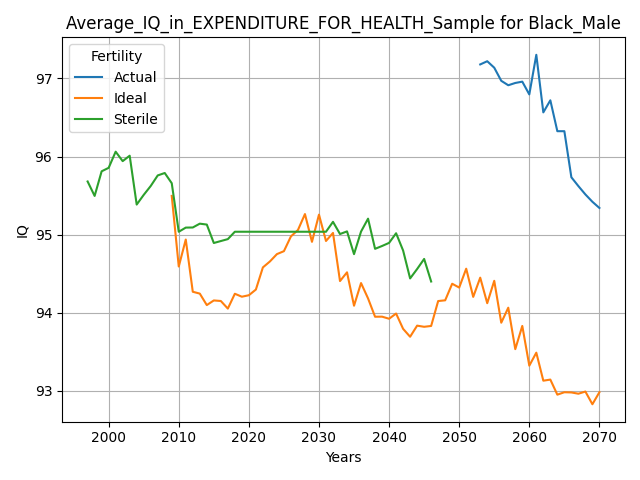 Average_IQ_in_EXPENDITURE_FOR_HEALTH_Sample for Black_Male
Fertility
Actual
Ideal
Sterile
97
96
95
94
93
IQ
2000 2010 2020 2030 2040 2050 2060 2070
Years